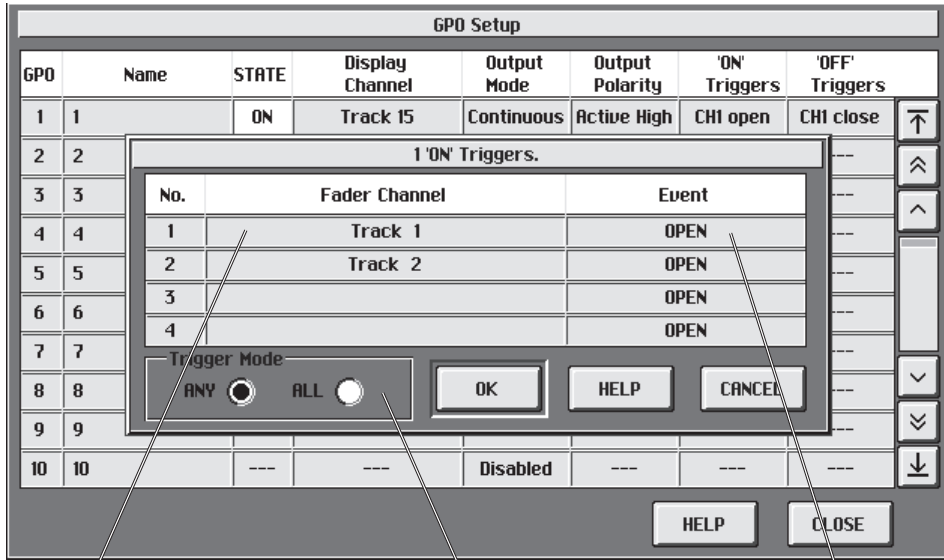 GPO Setup
GPO Name STATE Display Channel Output Mode Output Polarity 'ON' Triggers 'OFF' Triggers
1 1 ON Track 15 Continuous Active High CH1 open CH1 close
2 2 ---
3 3 ---
4 4 ---
5 5 ---
6 6 ---
7 7 ---
8 8 ---
9 9
10 10 --- --- Disabled --- --- ---
1 'ON' Triggers.
No. Fader Channel Event
1 Track 1 OPEN
2 Track 2 OPEN
3 OPEN
4 OPEN
Trigger Mode
ANY ALL
OK HELP CANCEL
HELP CLOSE